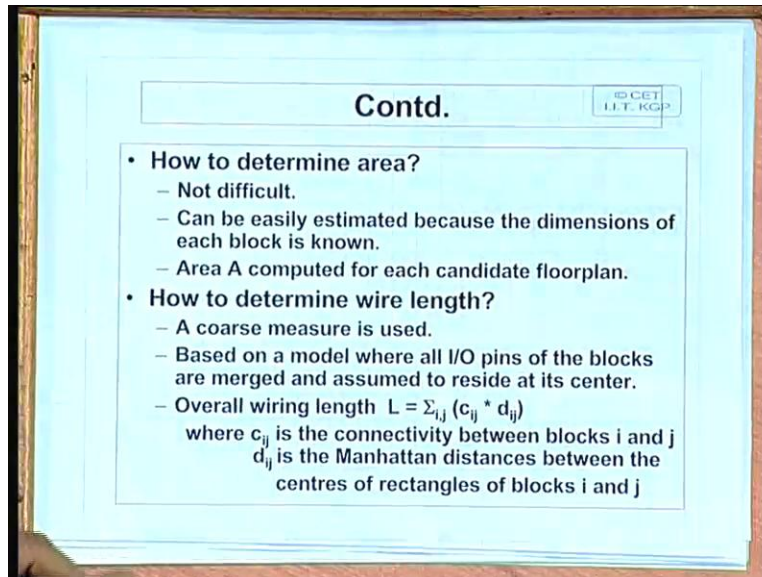 Contd.
© CET
I.I.T. KGP
• How to determine area?
– Not difficult.
– Can be easily estimated because the dimensions of
each block is known.
– Area A computed for each candidate floorplan.
• How to determine wire length?
– A coarse measure is used.
– Based on a model where all I/O pins of the blocks
are merged and assumed to reside at its center.
– Overall wiring length L = Σi,j (cij * dij)
where cij is the connectivity between blocks i and j
dij is the Manhattan distances between the
centres of rectangles of blocks i and j